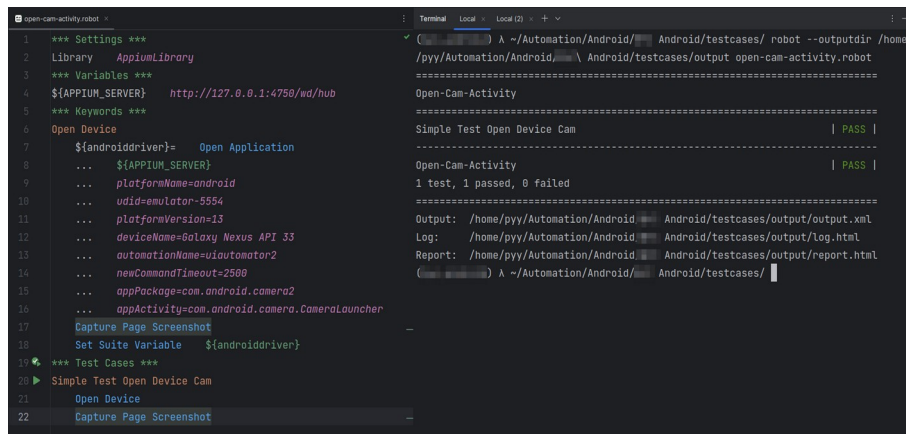 open-cam-activity.robot ×
1 *** Settings ***
2 Library    AppiumLibrary
3 *** Variables ***
4 ${APPIUM_SERVER}    http://127.0.0.1:4750/wd/hub
5 *** Keywords ***
6 Open Device
7     ${androiddriver}=    Open Application
8     ...    ${APPIUM_SERVER}
9     ...    platformName=android
10     ...    udid=emulator-5554
11     ...    platformVersion=13
12     ...    deviceName=Galaxy Nexus API 33
13     ...    automationName=uiautomator2
14     ...    newCommandTimeout=2500
15     ...    appPackage=com.android.camera2
16     ...    appActivity=com.android.camera.CameraLauncher
17     Capture Page Screenshot
18     Set Suite Variable    ${androiddriver}
19 *** Test Cases ***
20 Simple Test Open Device Cam
21     Open Device
22     Capture Page Screenshot
Terminal    Local ×    Local (2) ×    +
( ) λ ~/Automation/Android/ Android/testcases/ robot --outputdir /home
/pyy/Automation/Android/ \ Android/testcases/output open-cam-activity.robot
==============================================================================
Open-Cam-Activity
==============================================================================
Simple Test Open Device Cam                                           | PASS |
------------------------------------------------------------------------------
Open-Cam-Activity                                                     | PASS |
1 test, 1 passed, 0 failed
==============================================================================
Output:  /home/pyy/Automation/Android/ Android/testcases/output/output.xml
Log:     /home/pyy/Automation/Android/ Android/testcases/output/log.html
Report:  /home/pyy/Automation/Android/ Android/testcases/output/report.html
( ) λ ~/Automation/Android/ Android/testcases/